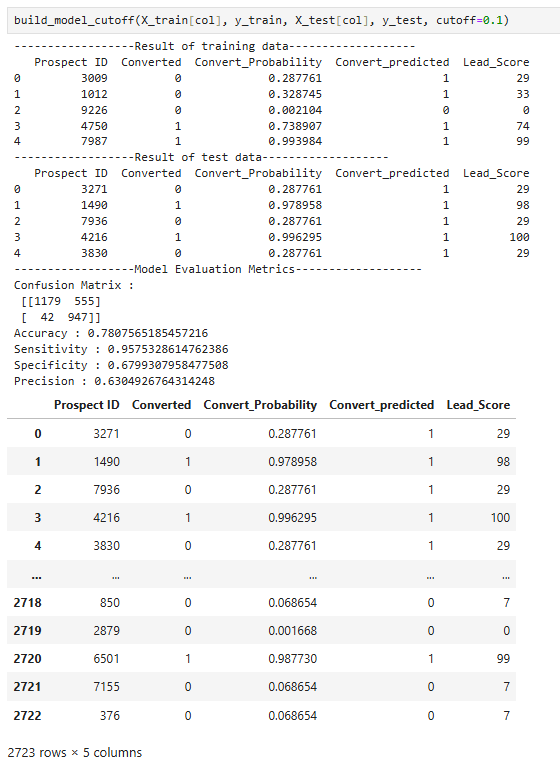 build_model_cutoff(X_train[col], y_train, X_test[col], y_test, cutoff=0.1)
------------------Result of training data-------------------
Prospect ID Converted Convert_Probability Convert_predicted Lead_Score
0 3009 0 0.287761 1 29
1 1012 0 0.328745 1 33
2 9226 0 0.002104 0 0
3 4750 1 0.738907 1 74
4 7987 1 0.993984 1 99
------------------Result of test data-------------------
Prospect ID Converted Convert_Probability Convert_predicted Lead_Score
0 3271 0 0.287761 1 29
1 1490 1 0.978958 1 98
2 7936 0 0.287761 1 29
3 4216 1 0.996295 1 100
4 3830 0 0.287761 1 29
------------------Model Evaluation Metrics-------------------
Confusion Matrix :
[[1179 555]
[ 42 947]]
Accuracy : 0.7807565185457216
Sensitivity : 0.9575328614762386
Specificity : 0.6799307958477508
Precision : 0.6304926764314248
Prospect ID Converted Convert_Probability Convert_predicted Lead_Score
0 3271 0 0.287761 1 29
1 1490 1 0.978958 1 98
2 7936 0 0.287761 1 29
3 4216 1 0.996295 1 100
4 3830 0 0.287761 1 29
... ... ... ... ... ...
2718 850 0 0.068654 0 7
2719 2879 0 0.001668 0 0
2720 6501 1 0.987730 1 99
2721 7155 0 0.068654 0 7
2722 376 0 0.068654 0 7
2723 rows × 5 columns